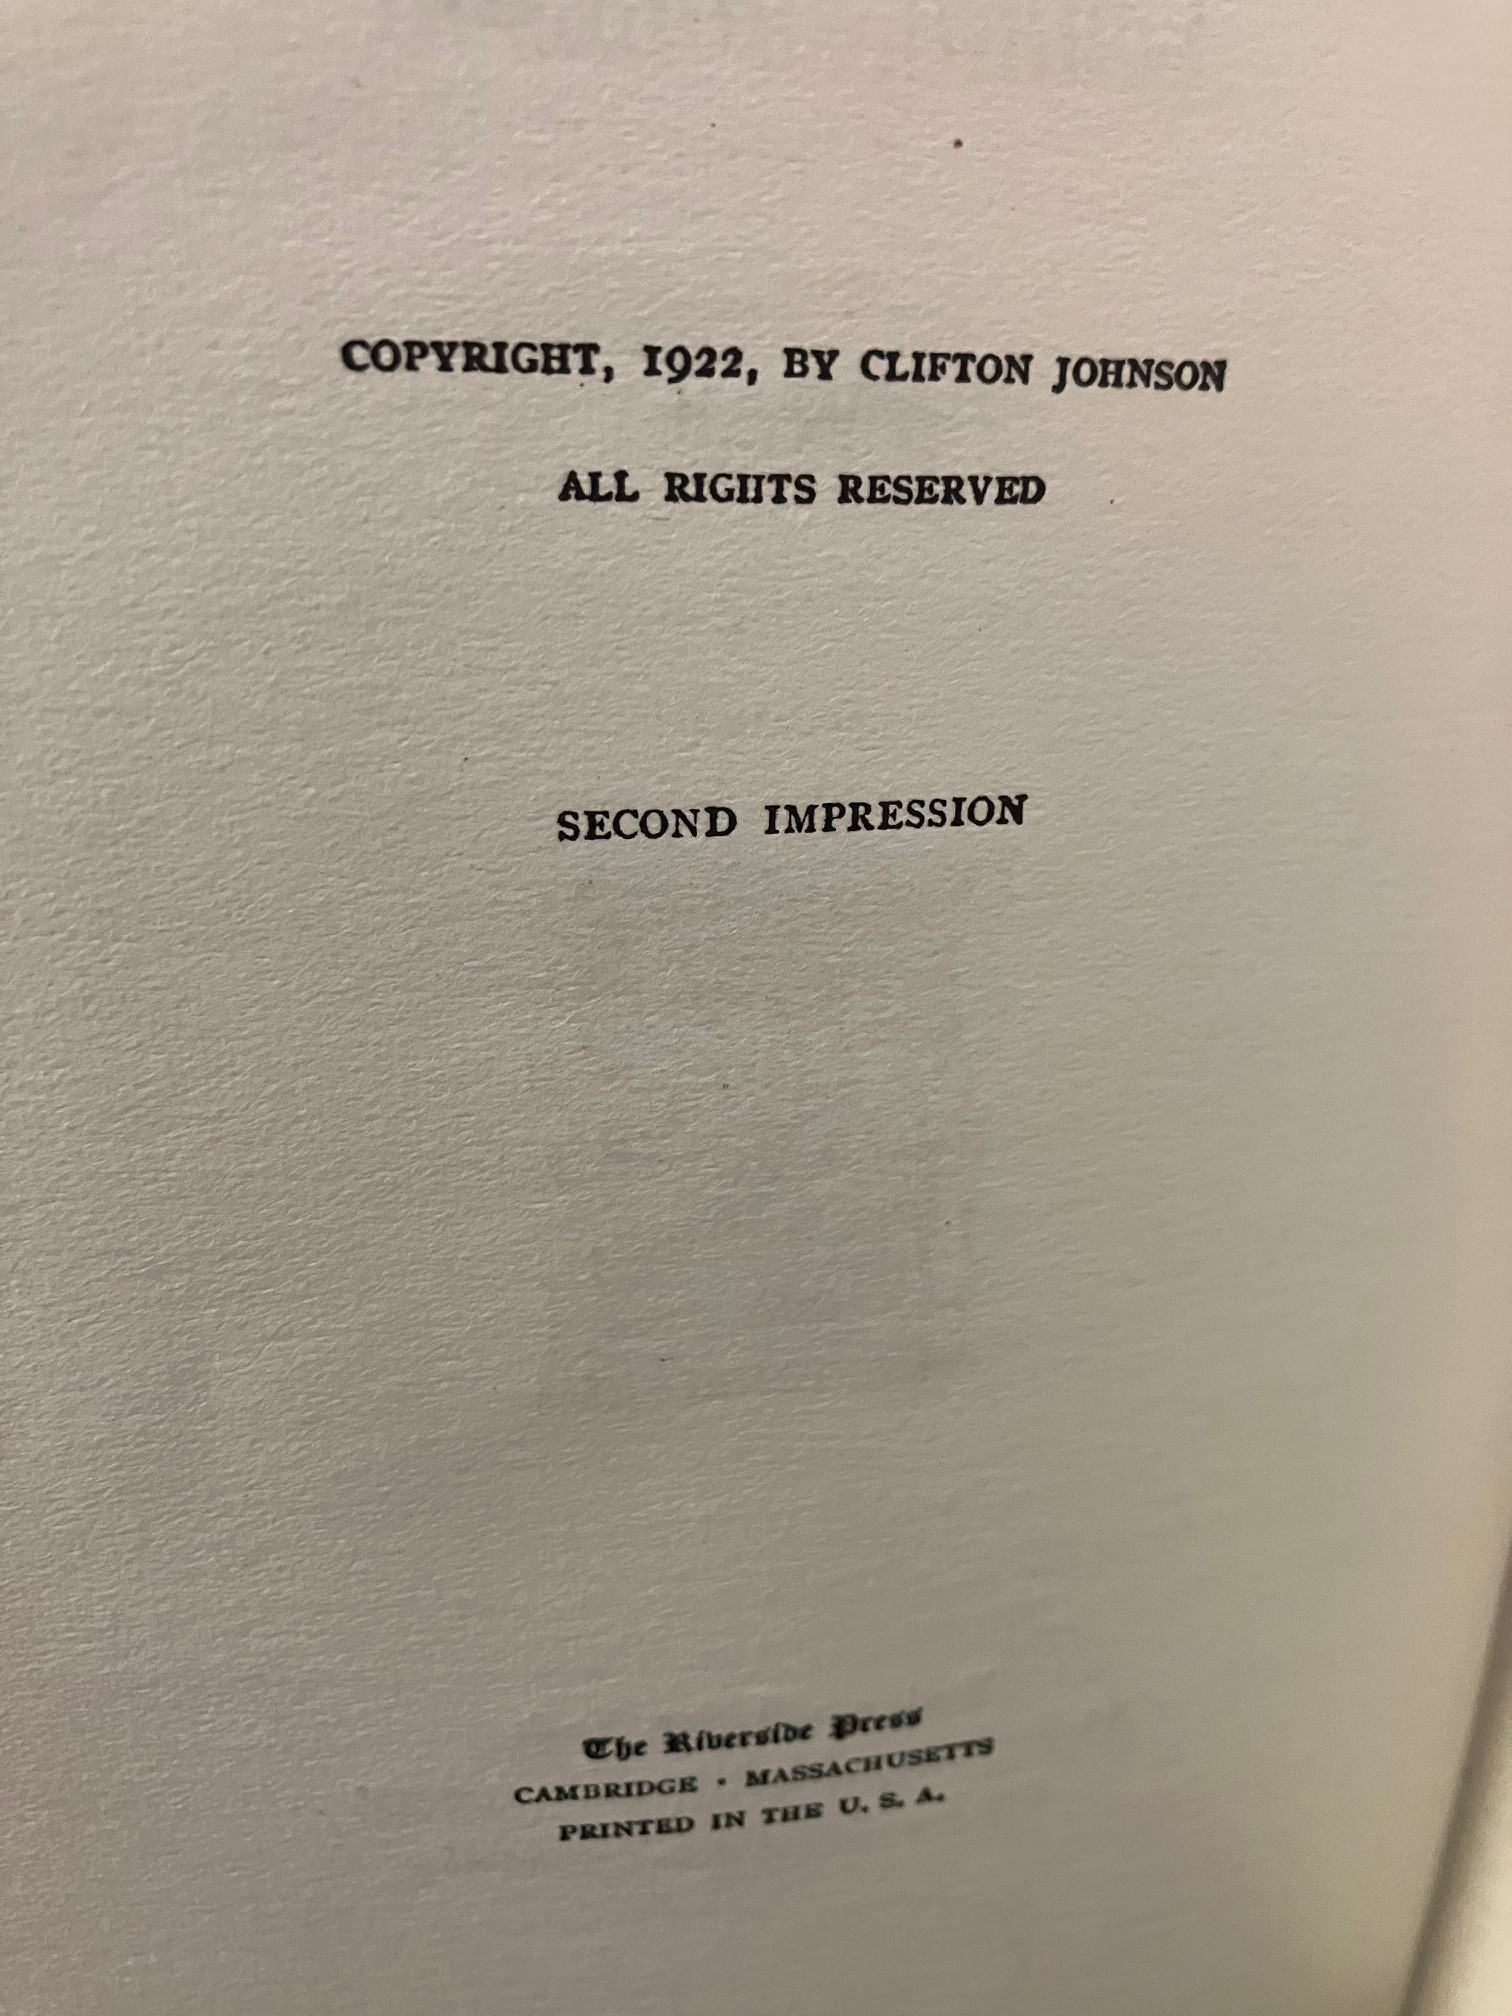 COPYRIGHT, 1922, BY CLIFTON JOHNSON
ALL RIGHTS RESERVED
SECOND IMPRESSION
The Riverside Press
CAMBRIDGE · MASSACHUSETTS
PRINTED IN THE U. S. A.